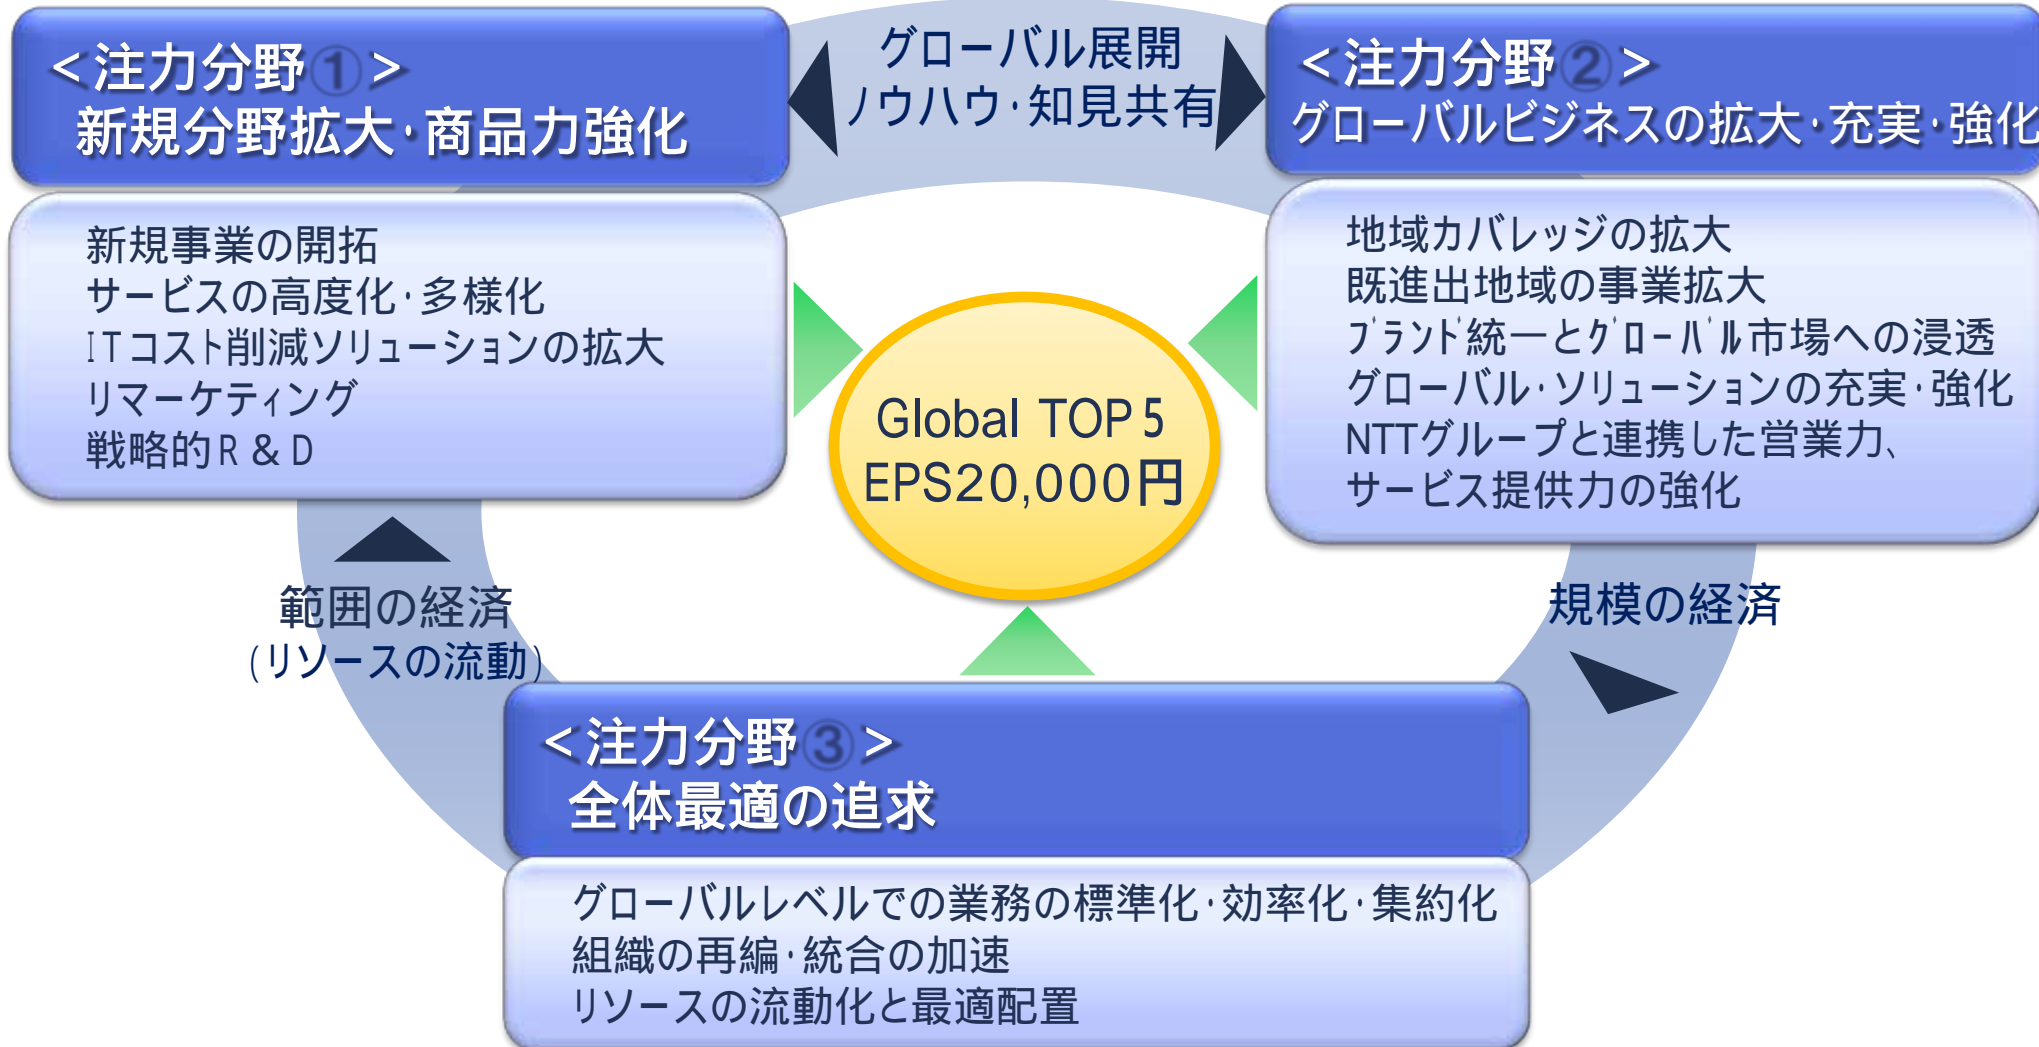 <注力分野①>
新規分野拡大・商品力強化
グローバル展開
ノウハウ・知見共有
<注力分野②>
グローバルビジネスの拡大・充実・強化
新規事業の開拓
サービスの高度化・多様化
ITコスト削減ソリューションの拡大
リマーケティング
戦略的R&D
地域カバレッジの拡大
既進出地域の事業拡大
ブランド統一とグローバル市場への浸透
グローバル・ソリューションの充実・強化
NTTグループと連携した営業力、
サービス提供力の強化
Global TOP5
EPS20,000円
範囲の経済
(リソースの流動)
規模の経済
<注力分野③>
全体最適の追求
グローバルレベルでの業務の標準化・効率化・集約化
組織の再編・統合の加速
リソースの流動化と最適配置